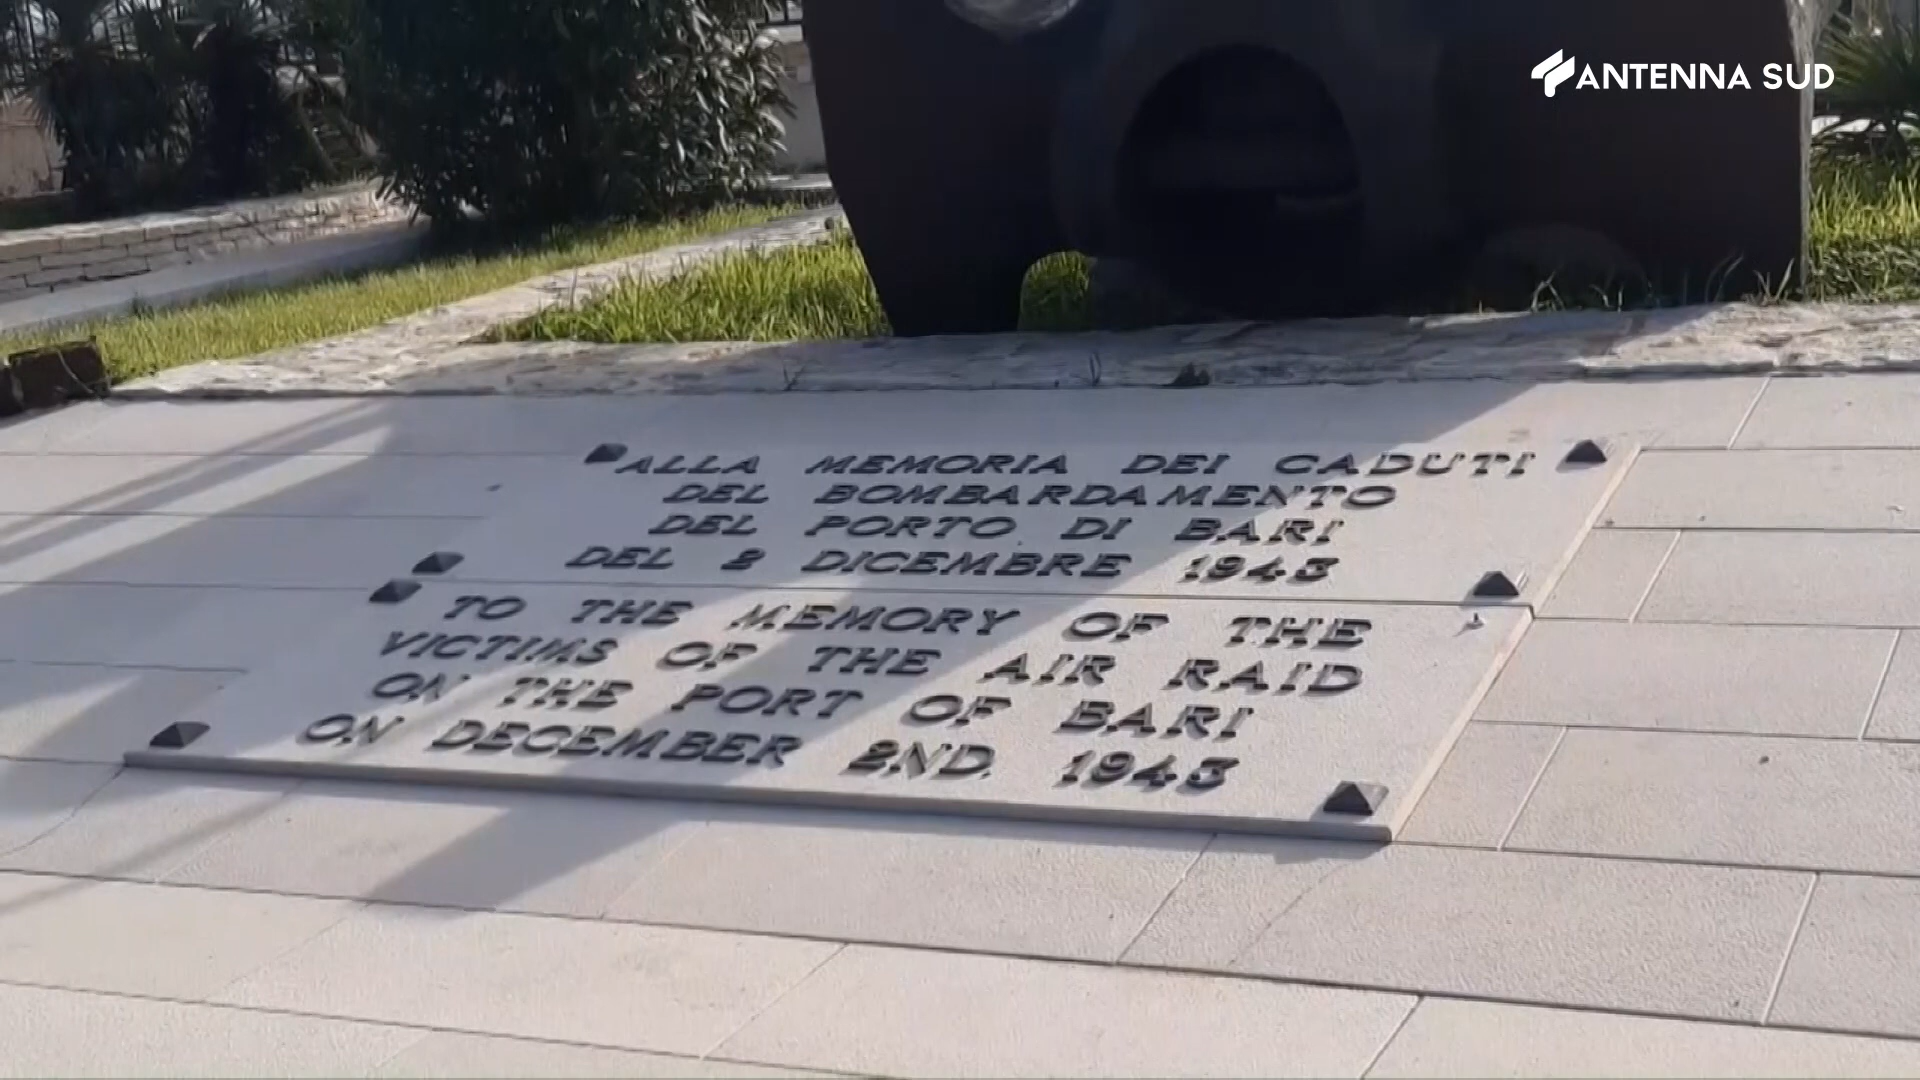 ANTENNA SUD
ALLA MEMORIA DEI CADUTI
DEL BOMBARDAMENTO
DEL PORTO DI BARI
DEL 2 DICEMBRE 1943
TO THE MEMORY OF THE
VICTIMS OF THE AIR RAID
ON THE PORT OF BARI
ON DECEMBER 2ND. 1943